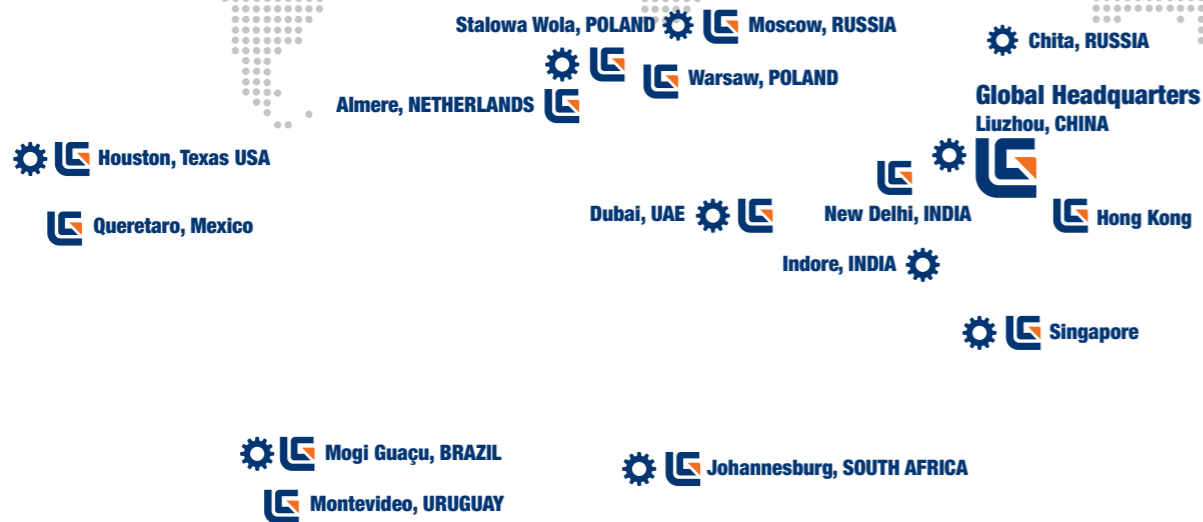 Stalowa Wola, POLAND
Moscow, RUSSIA
Chita, RUSSIA
Warsaw, POLAND
Almere, NETHERLANDS
Global Headquarters
Liuzhou, CHINA
Houston, Texas USA
Queretaro, Mexico
Dubai, UAE
New Delhi, INDIA
Hong Kong
Indore, INDIA
Singapore
Mogi Guaçu, BRAZIL
Johannesburg, SOUTH AFRICA
Montevideo, URUGUAY